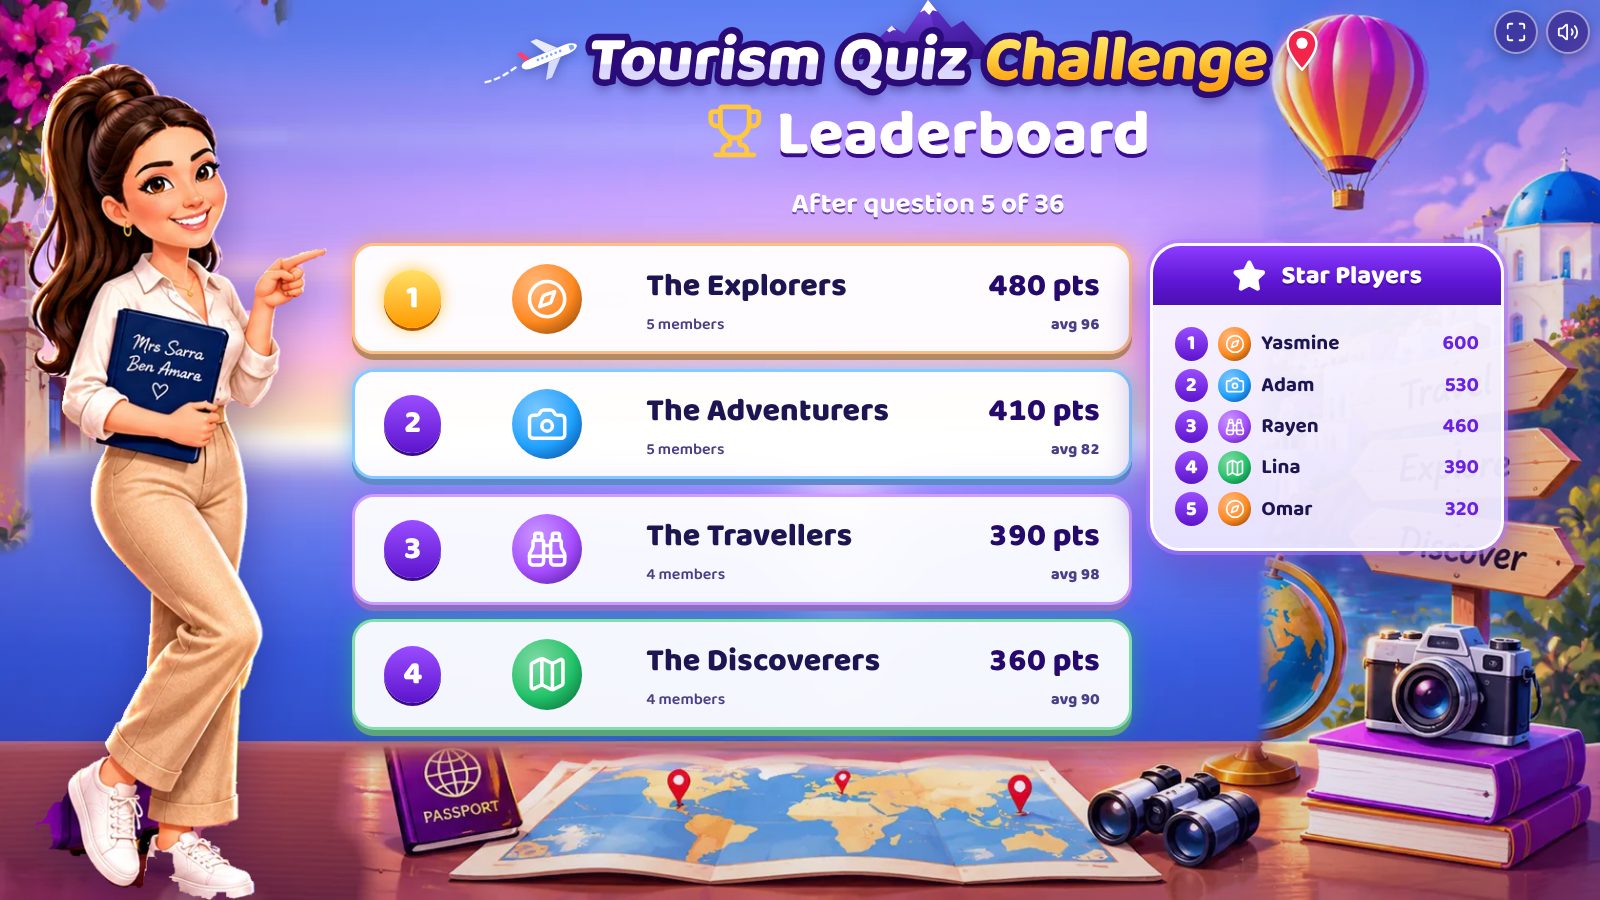 Tourism Quiz Challenge
Leaderboard
After question 5 of 36
Mrs Sarra
Ben Amara
1
The Explorers
480 pts
5 members
avg 96
2
The Adventurers
410 pts
5 members
avg 82
3
The Travellers
390 pts
4 members
avg 98
4
The Discoverers
360 pts
4 members
avg 90
Star Players
1 Yasmine 600
2 Adam 530
3 Rayen 460
4 Lina 390
5 Omar 320
Travel
Explore
Discover
PASSPORT